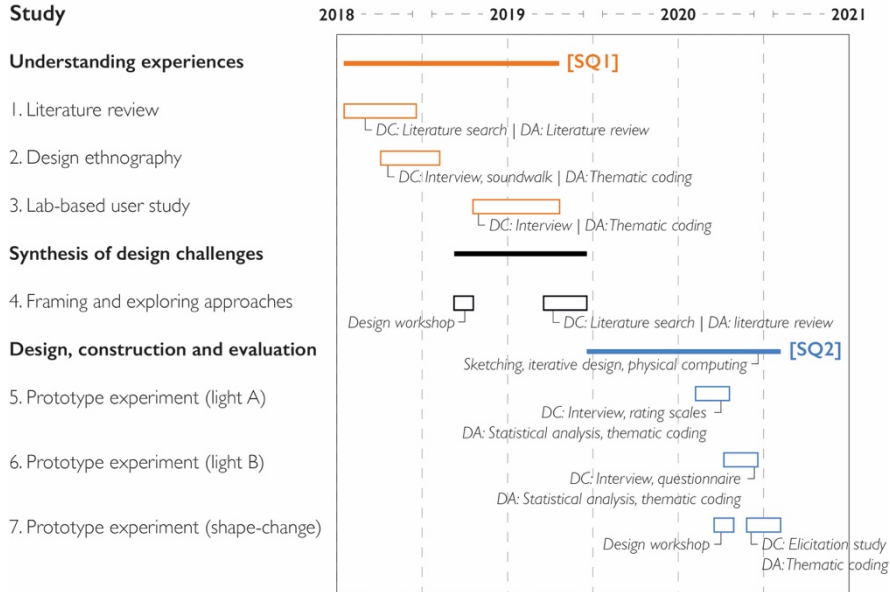 Study 2018 2019 2020 2021
Understanding experiences [SQ1]
1. Literature review
DC: Literature search | DA: Literature review
2. Design ethnography
DC: Interview, soundwalk | DA: Thematic coding
3. Lab-based user study
DC: Interview | DA: Thematic coding
Synthesis of design challenges
4. Framing and exploring approaches
Design workshop DC: Literature search | DA: literature review
Design, construction and evaluation [SQ2]
Sketching, iterative design, physical computing
5. Prototype experiment (light A)
DC: Interview, rating scales
DA: Statistical analysis, thematic coding
6. Prototype experiment (light B)
DC: Interview, questionnaire
DA: Statistical analysis, thematic coding
7. Prototype experiment (shape-change)
Design workshop DC: Elicitation study
DA: Thematic coding